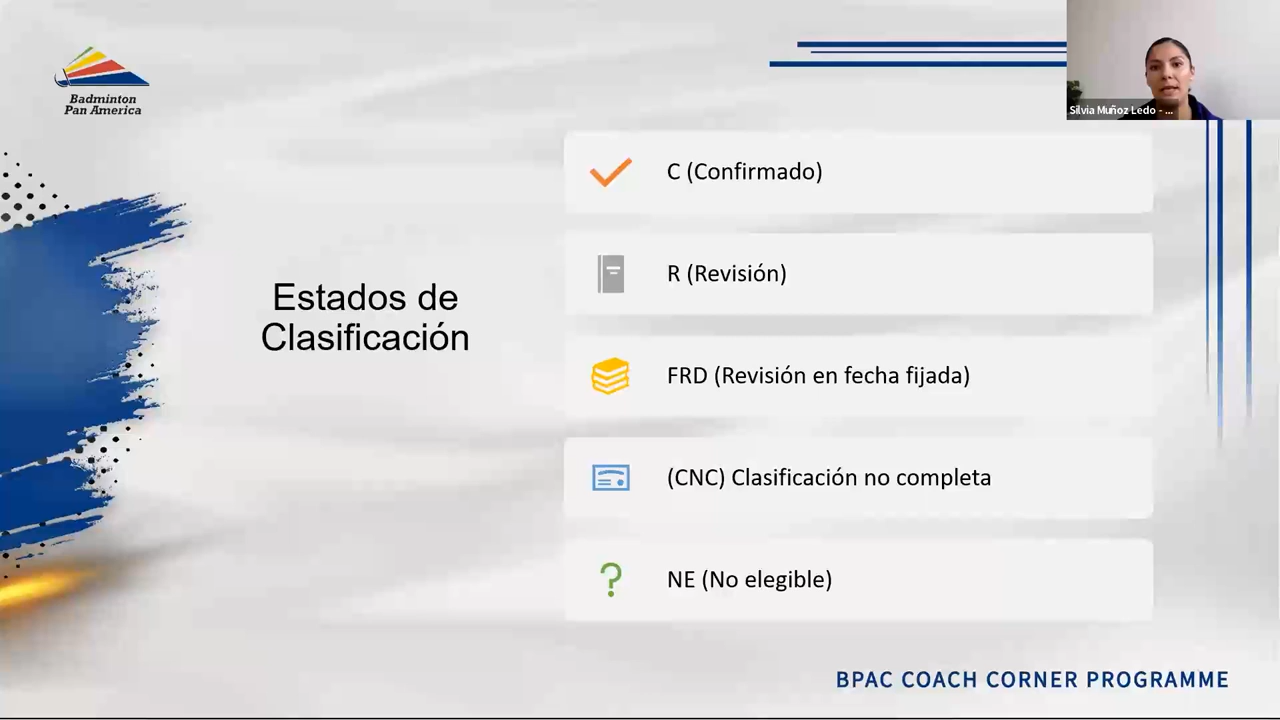 Badminton
Pan America
Silvia Muñoz Ledo - ...
C (Confirmado)
R (Revisión)
Estados de
Clasificación
FRD (Revisión en fecha fijada)
(CNC) Clasificación no completa
NE (No elegible)
BPAC COACH CORNER PROGRAMME